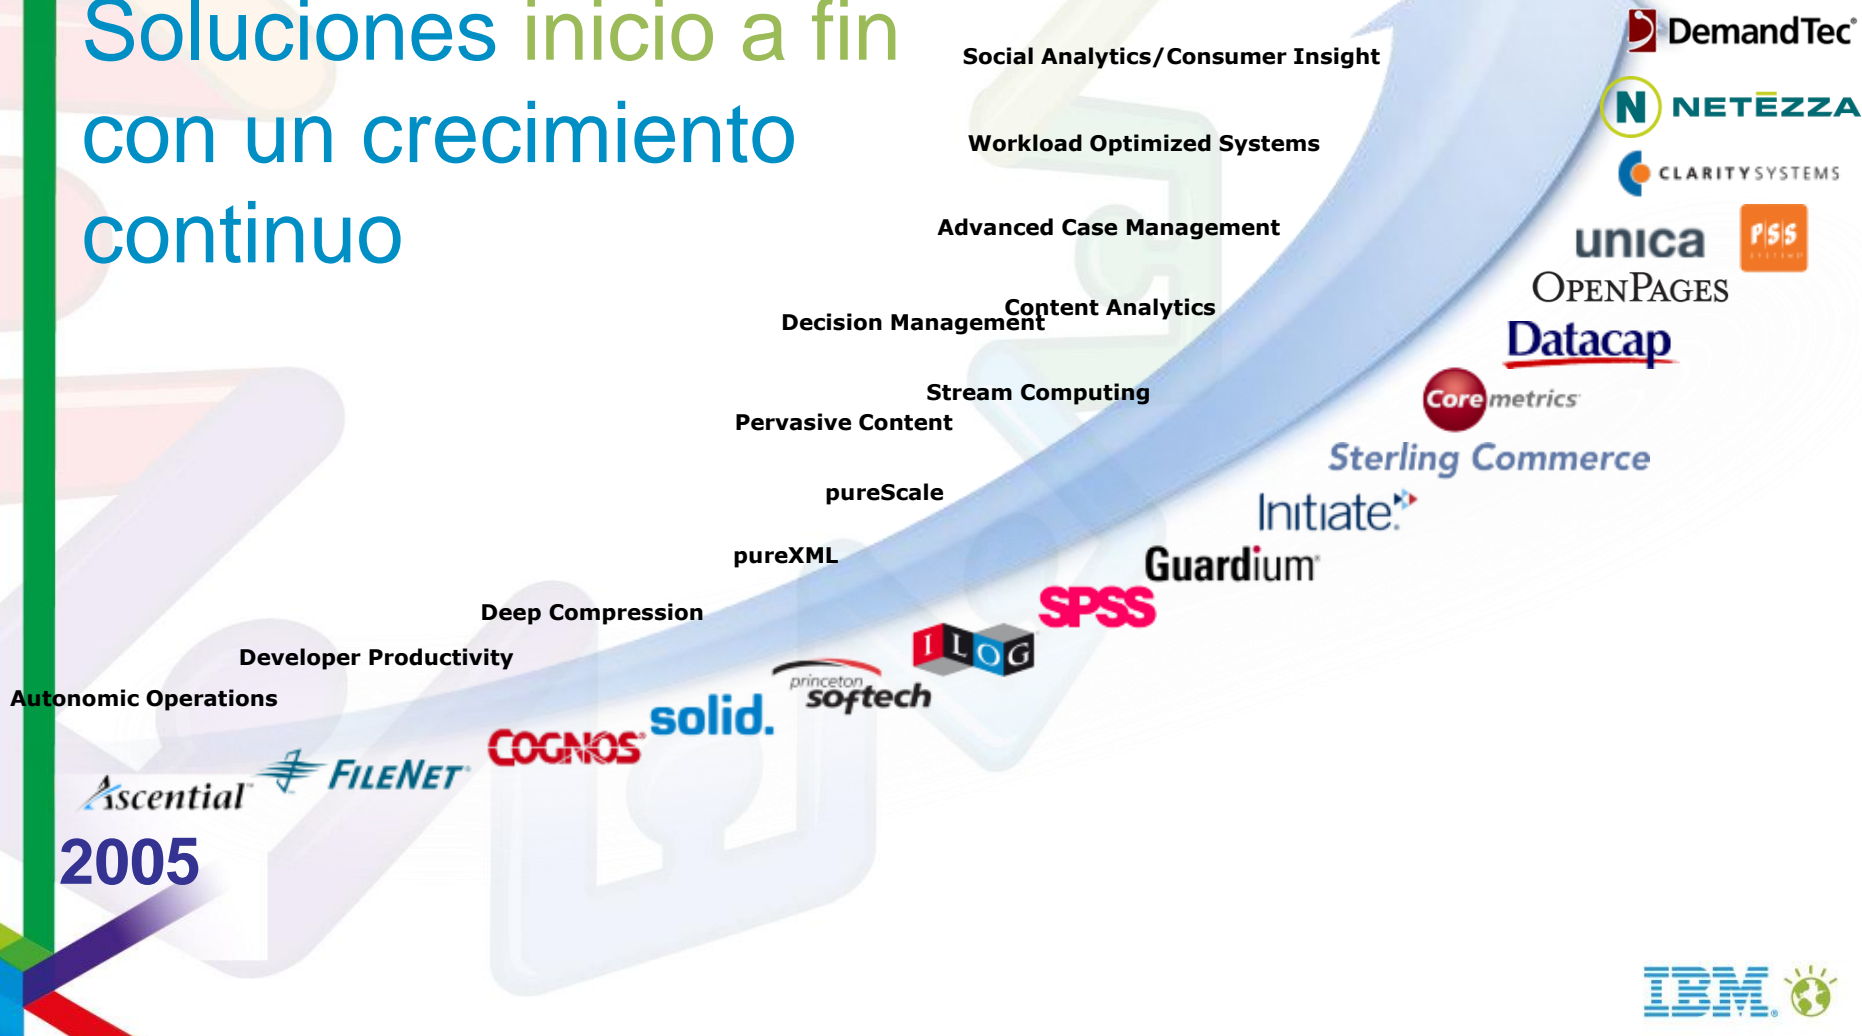 Soluciones inicio a fin
con un crecimiento
continuo
Social Analytics/Consumer Insight
Workload Optimized Systems
Advanced Case Management
Content Analytics
Decision Management
Stream Computing
Pervasive Content
pureScale
pureXML
Deep Compression
Developer Productivity
Autonomic Operations
DemandTec
NETĒZZA
CLARITY SYSTEMS
unica
PSS
OPENPAGES
Datacap
Coremetrics
Sterling Commerce
Initiate
Guardium
SPSS
ILOG
princeton
softech
solid.
COGNOS
FILENET
Ascential
2005
IBM